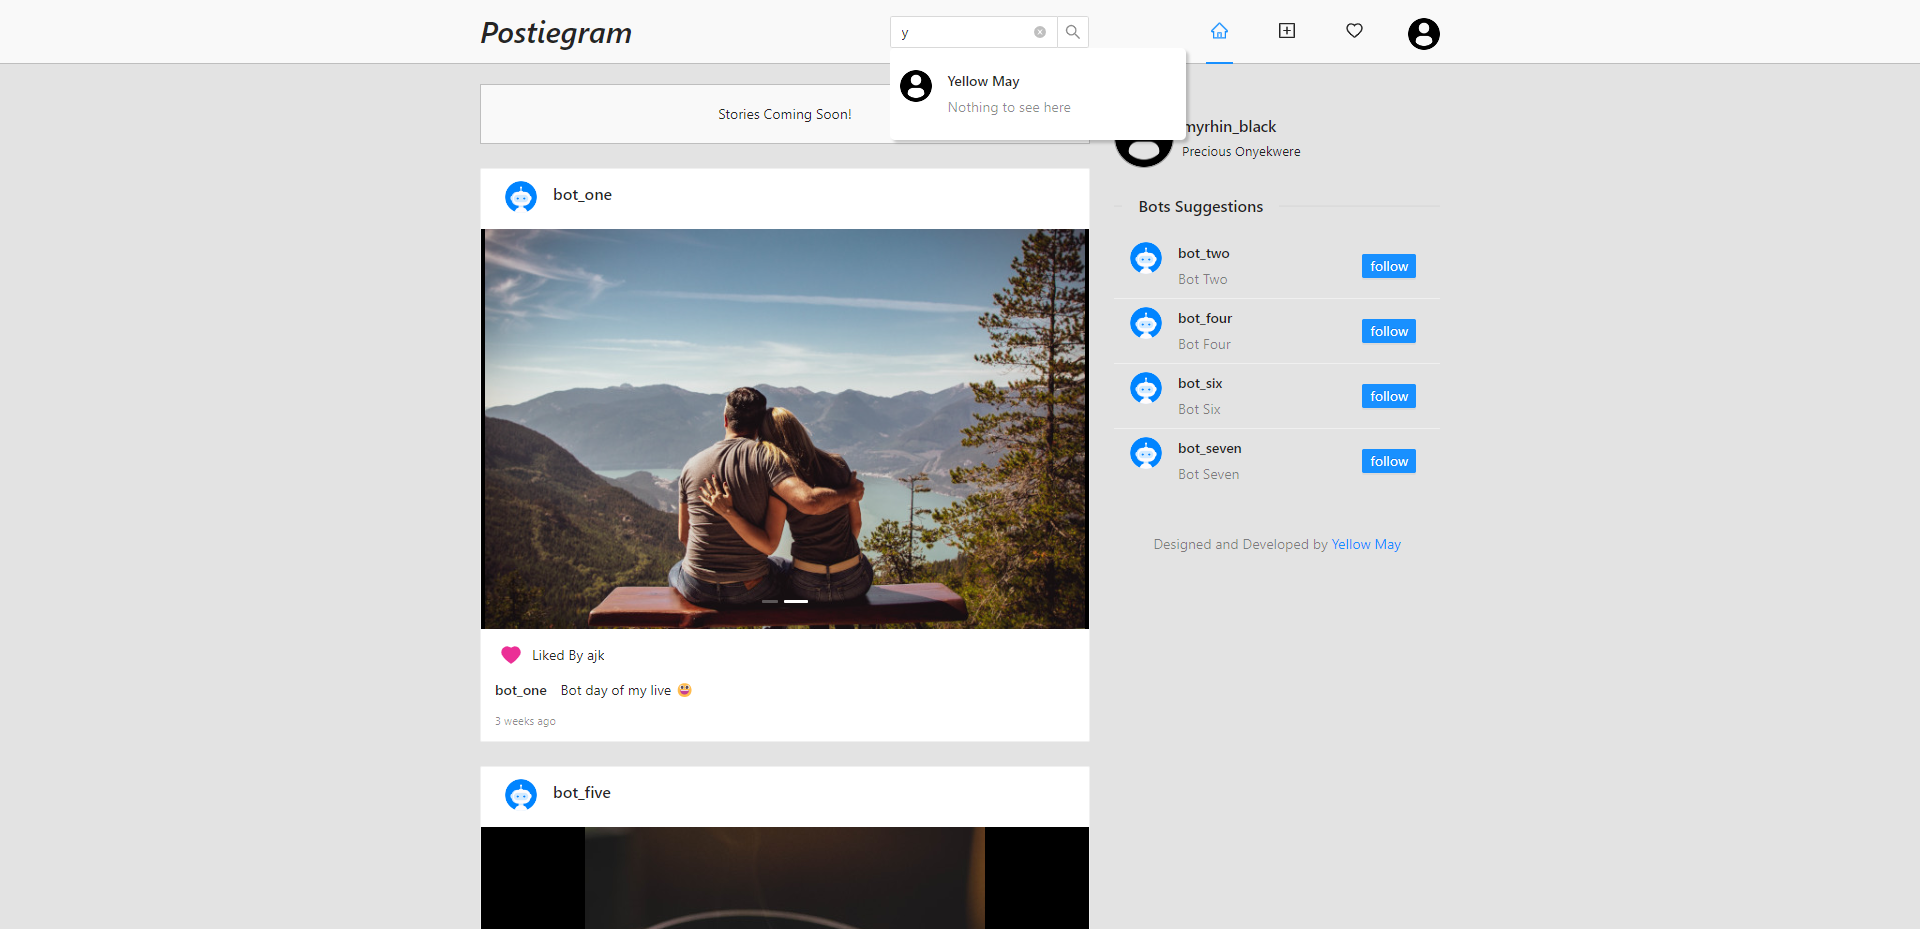 Postiegram
y
Yellow May
Nothing to see here
Stories Coming Soon!
myrhin_black
Precious Onyekwere
bot_one
Bots Suggestions
bot_two
Bot Two
follow
bot_four
Bot Four
follow
bot_six
Bot Six
follow
bot_seven
Bot Seven
follow
Designed and Developed by Yellow May
Liked By ajk
bot_one Bot day of my live 😃
3 weeks ago
bot_five